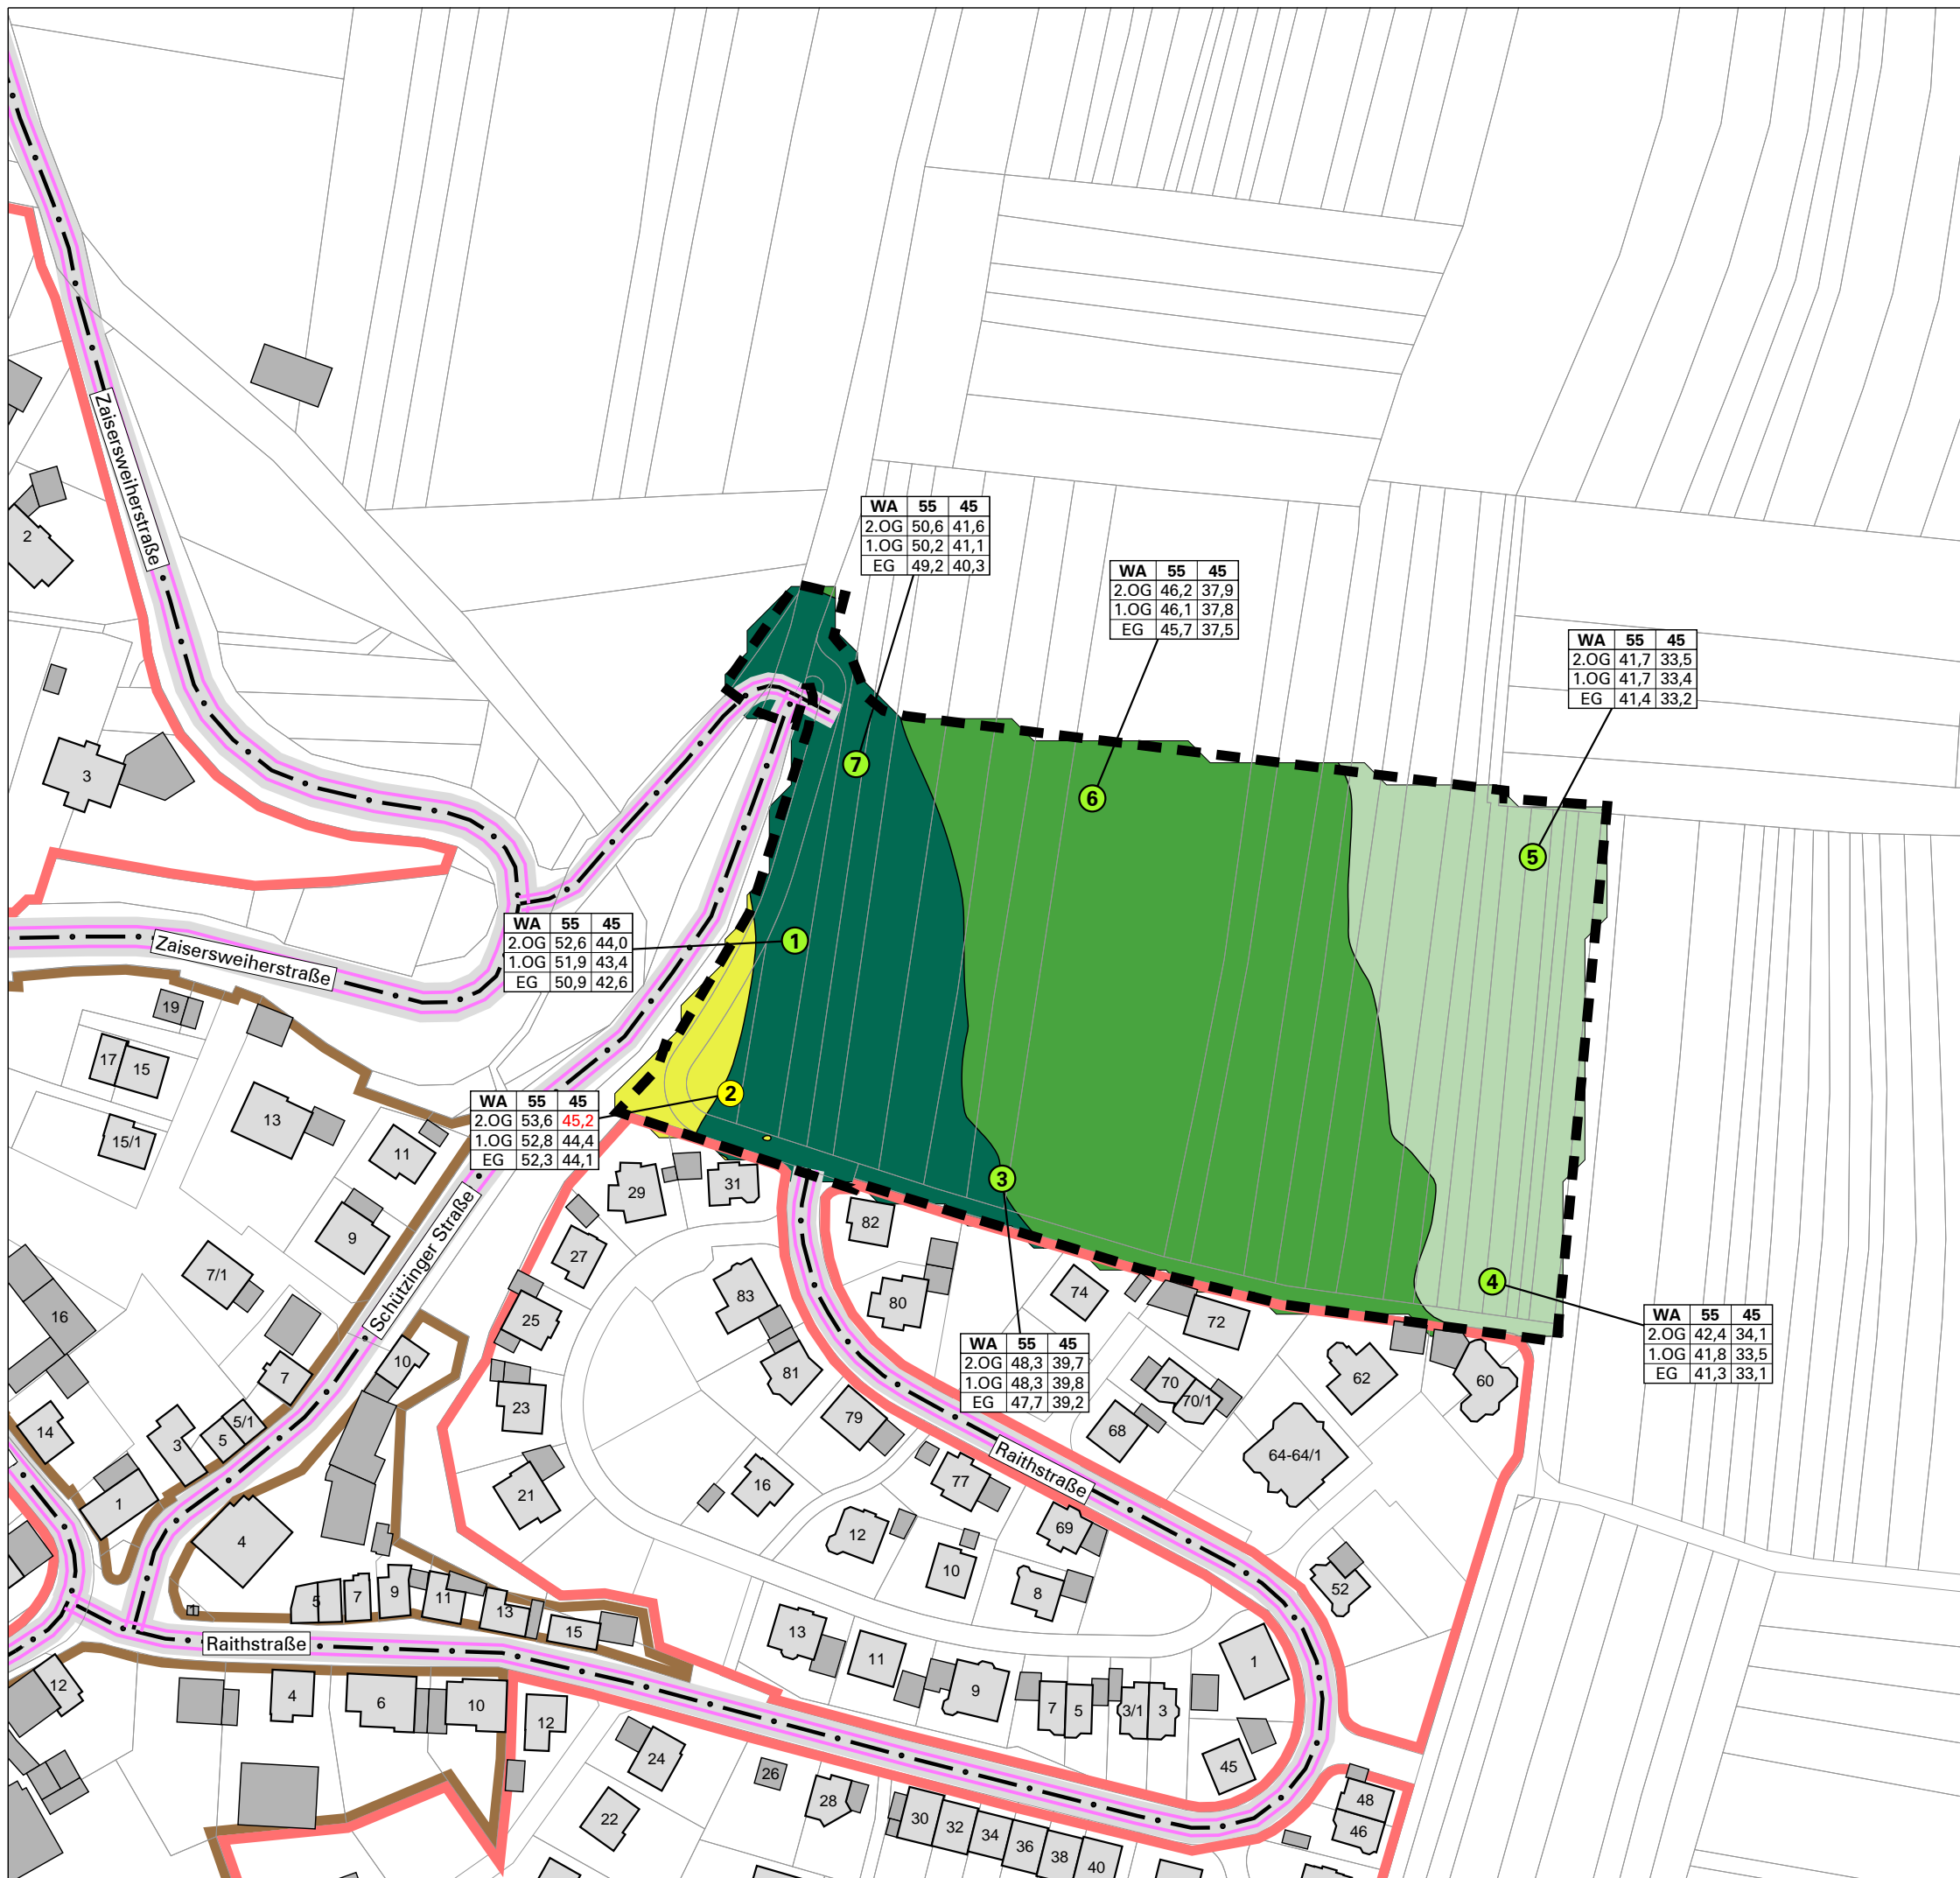 WA 55 45
2.OG 50,6 41,6
1.OG 50,2 41,1
EG 49,2 40,3
WA 55 45
2.OG 46,2 37,9
1.OG 46,1 37,8
EG 45,7 37,5
WA 55 45
2.OG 41,7 33,5
1.OG 41,7 33,4
EG 41,4 33,2
Zaisersweiherstraße
2
3
7
6
5
1
WA 55 45
2.OG 52,6 44,0
1.OG 51,9 43,4
EG 50,9 42,6
Zaisersweiherstraße
19
17
15
15/1
13
11
9
7/1
2
WA 55 45
2.OG 53,6 45,2
1.OG 52,8 44,4
EG 52,3 44,1
3
29
31
82
27
Schützinger Straße
83
80
74
72
4
WA 55 45
2.OG 42,4 34,1
1.OG 41,8 33,5
EG 41,3 33,1
WA 55 45
2.OG 48,3 39,7
1.OG 48,3 39,8
EG 47,7 39,2
16
25
10
7
81
62
60
70
70/1
23
79
68
64-64/1
14
3
5
5/1
Raithstraße
77
16
21
1
69
12
4
10
8
52
5
7
9
11
13
15
13
11
1
Raithstraße
12
4
6
10
12
9
7
5
3/1
3
24
26
45
28
22
48
46
30
32
34
36
38
40